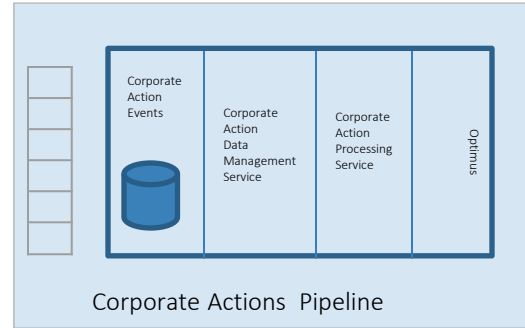 Corporate
Action
Events
Corporate
Action
Data
Management
Service
Corporate
Action
Processing
Service
Optimus
Corporate Actions Pipeline